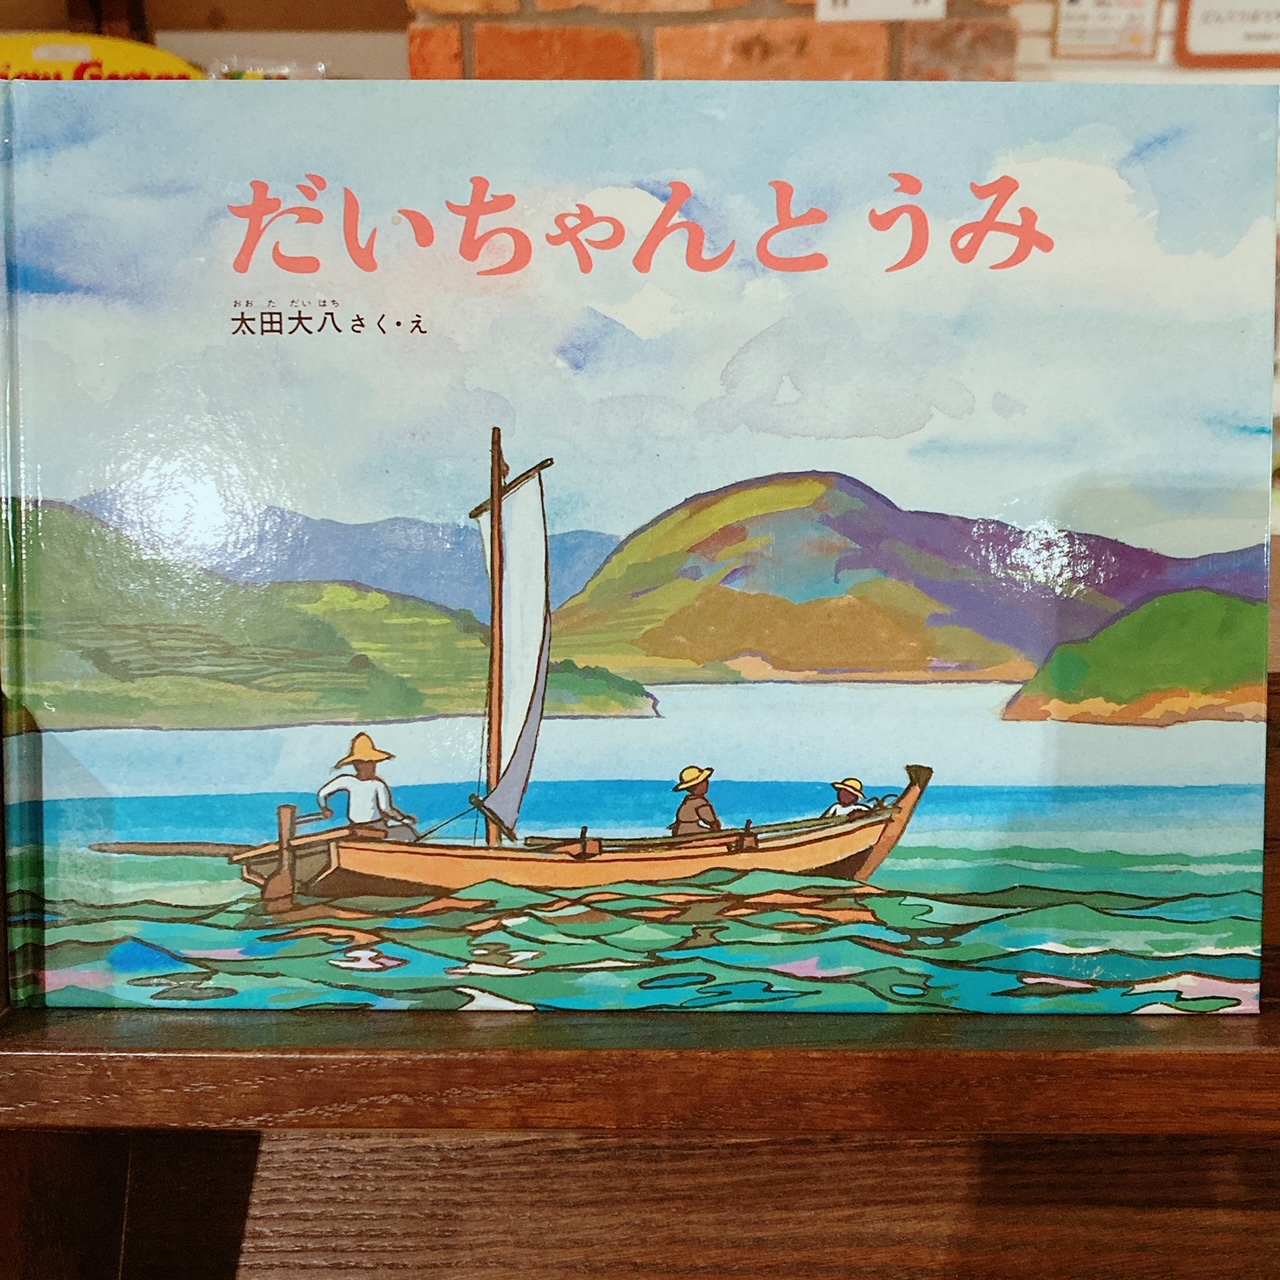 だいちゃんとうみ
おお た だい はち
太田大八 さく・え